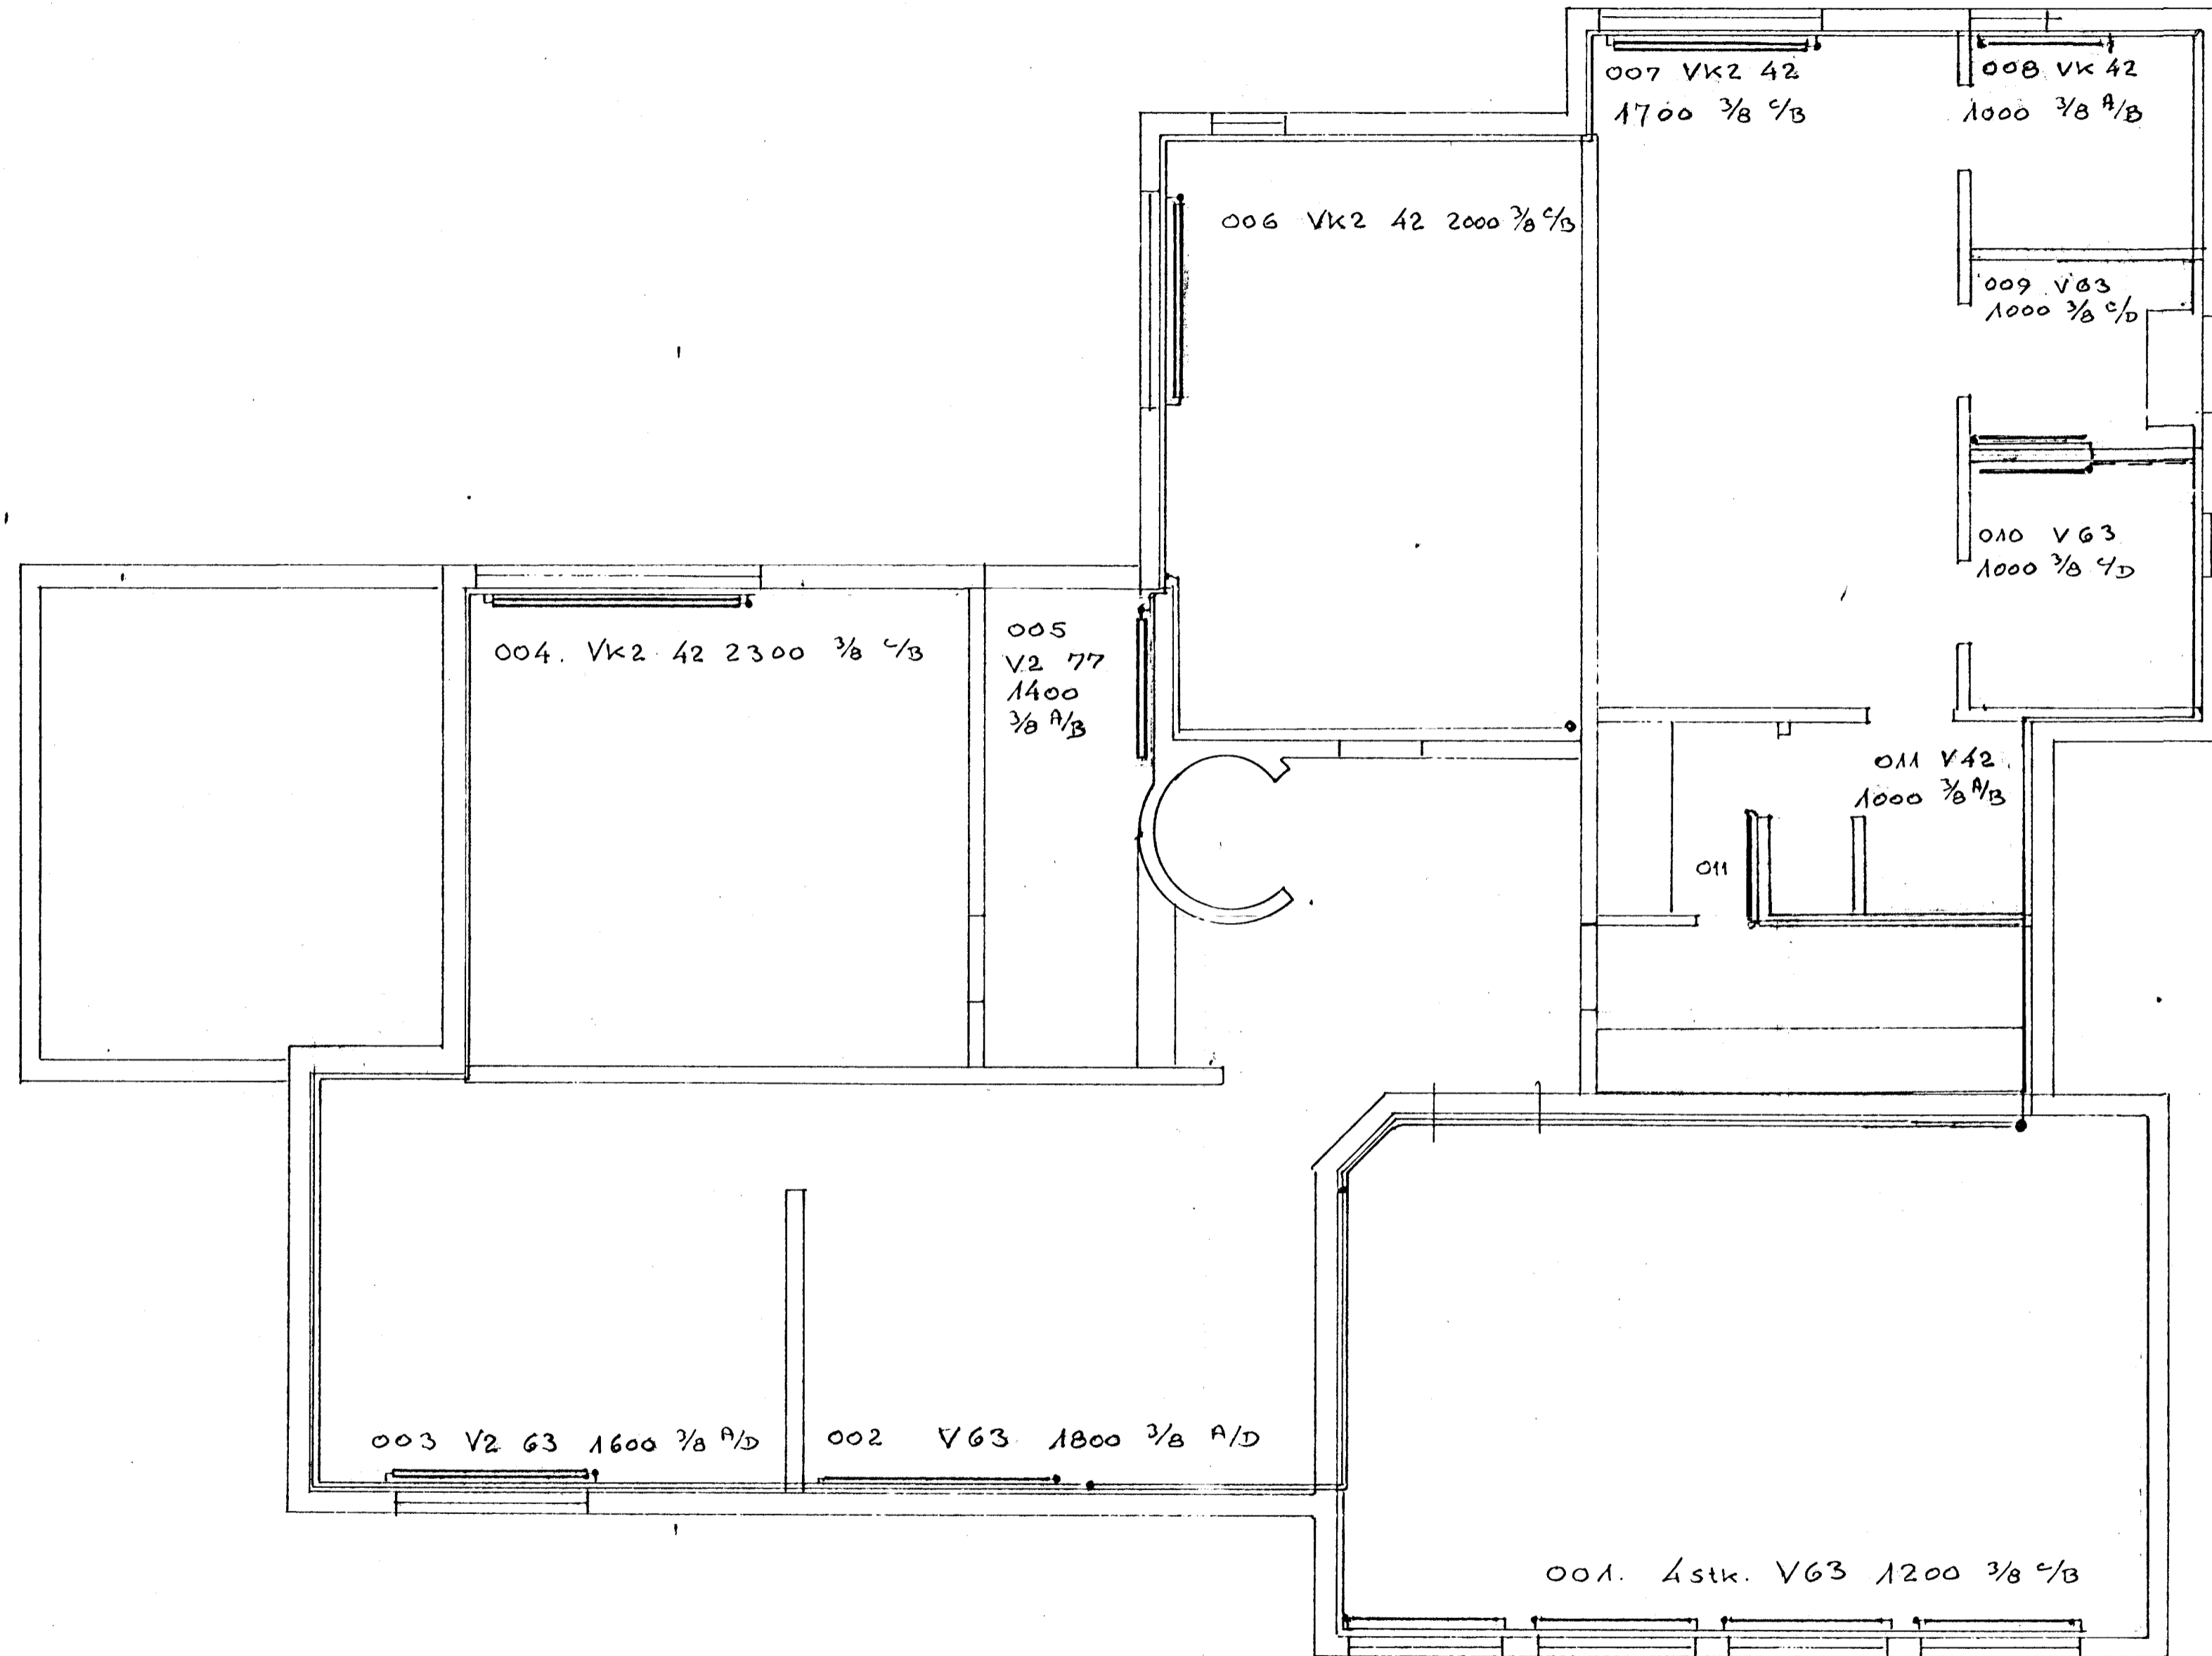 007 VK2 42
1700 3/8 C/B
008 VK 42
1000 3/8 A/B
006 VK2 42 2000 3/8 C/B
009 V63
1000 3/8 C/D
010 V63
1000 3/8 C/D
004. VK2 42 2300 3/8 C/B
005
V2 77
1400
3/8 A/B
011 V42
1000 3/8 A/B
011
003 V2 63 1600 3/8 A/D
002 V63 1800 3/8 A/D
001. 4stk. V63 1200 3/8 C/B